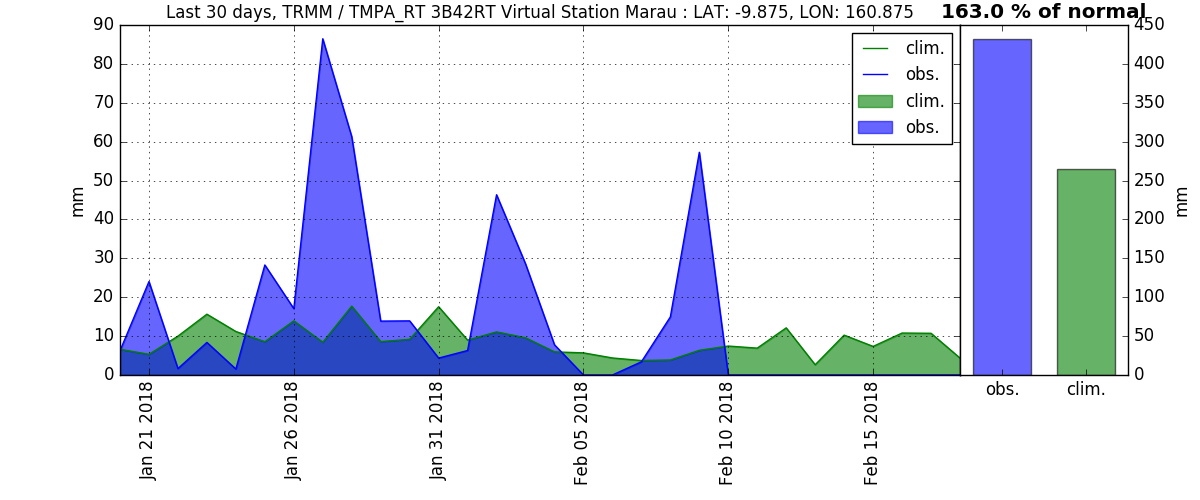 Last 30 days, TRMM / TMPA_RT 3B42RT Virtual Station Marau : LAT: -9.875, LON: 160.875
163.0 % of normal
90
80
70
60
50
40
30
20
10
0
mm
Jan 21 2018
Jan 26 2018
Jan 31 2018
Feb 05 2018
Feb 10 2018
Feb 15 2018
clim.
obs.
clim.
obs.
450
400
350
300
250
200
150
100
50
0
mm
obs.
clim.